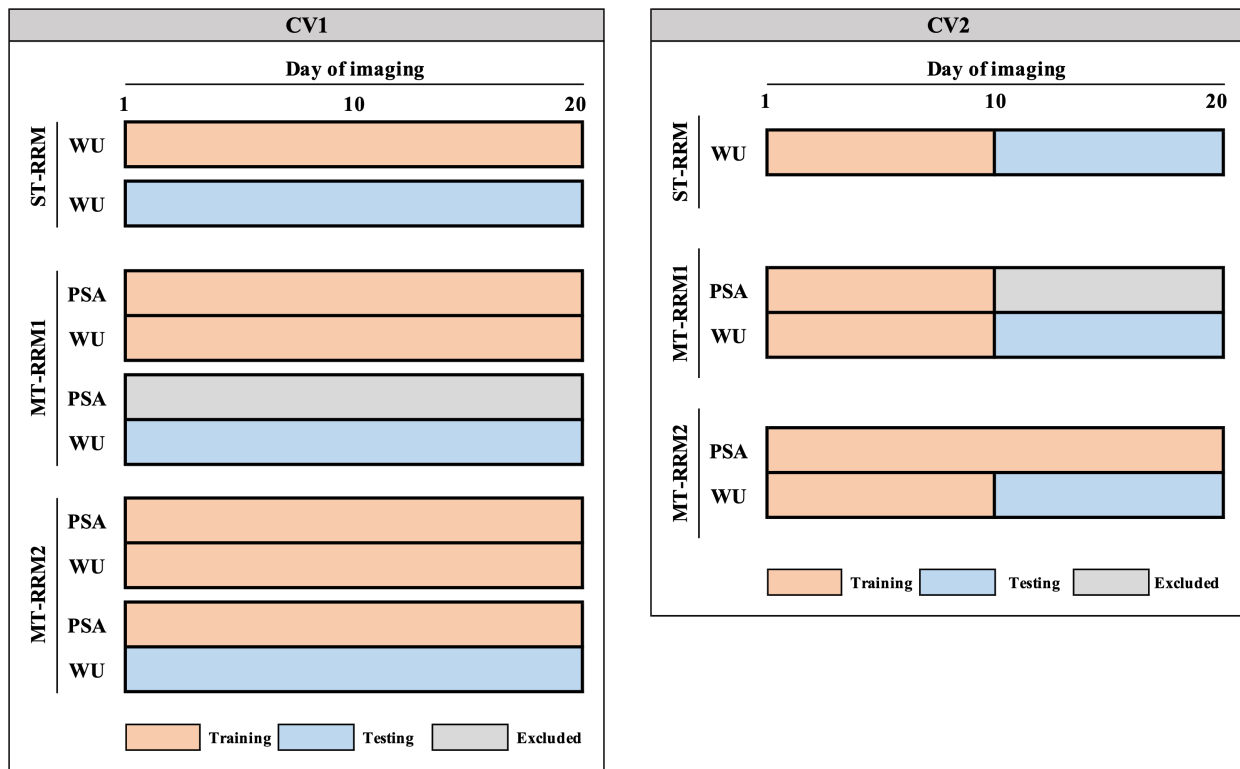 CV1
Day of imaging
1 10 20
ST-RRM
WU
WU
MT-RRM1
PSA
WU
PSA
WU
MT-RRM2
PSA
WU
PSA
WU
Training Testing Excluded
CV2
Day of imaging
1 10 20
ST-RRM
WU
MT-RRM1
PSA
WU
MT-RRM2
PSA
WU
Training Testing Excluded